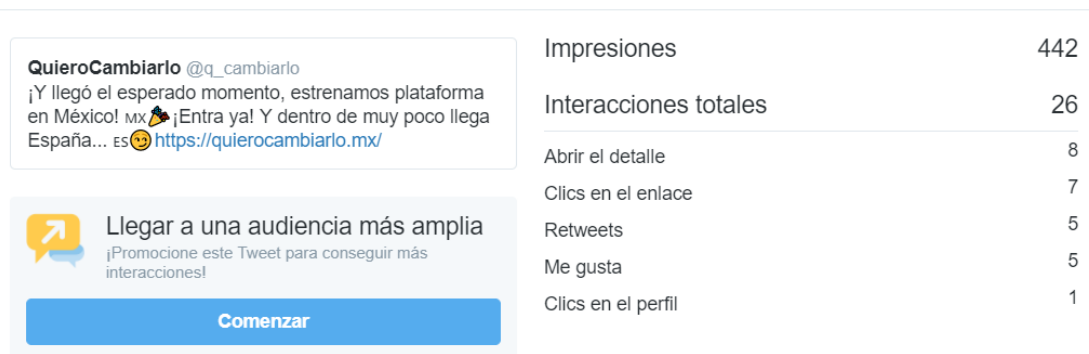 QuieroCambiarlo @q_cambiarlo
¡Y llegó el esperado momento, estrenamos plataforma
en México! MX🎉¡Entra ya! Y dentro de muy poco llega
España... ES😏https://quierocambiarlo.mx/
Llegar a una audiencia más amplia
¡Promocione este Tweet para conseguir más
interacciones!
Comenzar
Impresiones 442
Interacciones totales 26
Abrir el detalle 8
Clics en el enlace 7
Retweets 5
Me gusta 5
Clics en el perfil 1